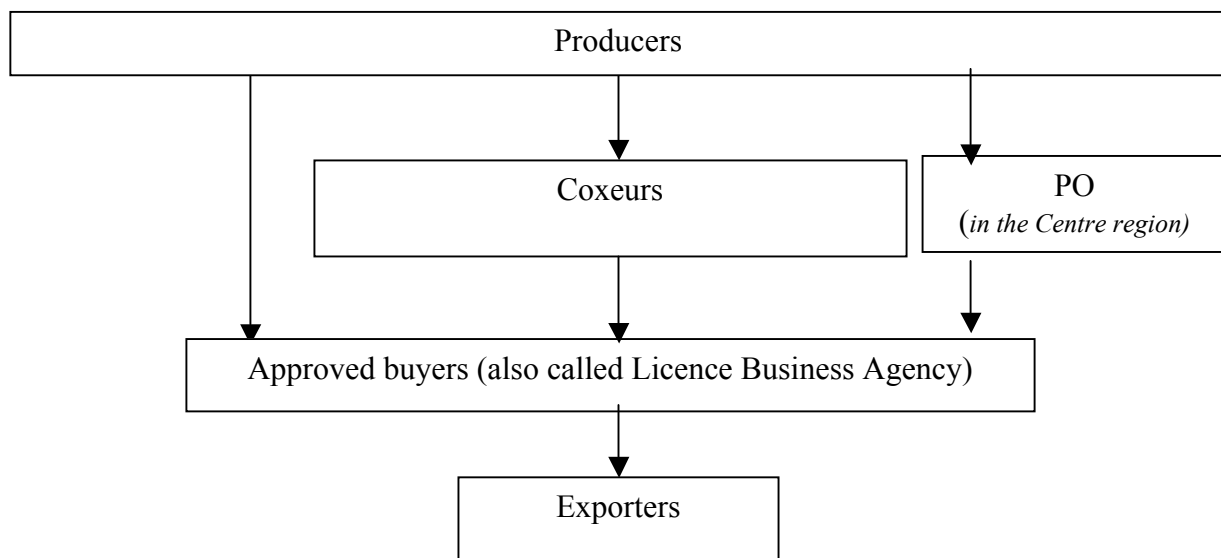 Producers
Coxeurs
PO
(in the Centre region)
Approved buyers (also called Licence Business Agency)
Exporters